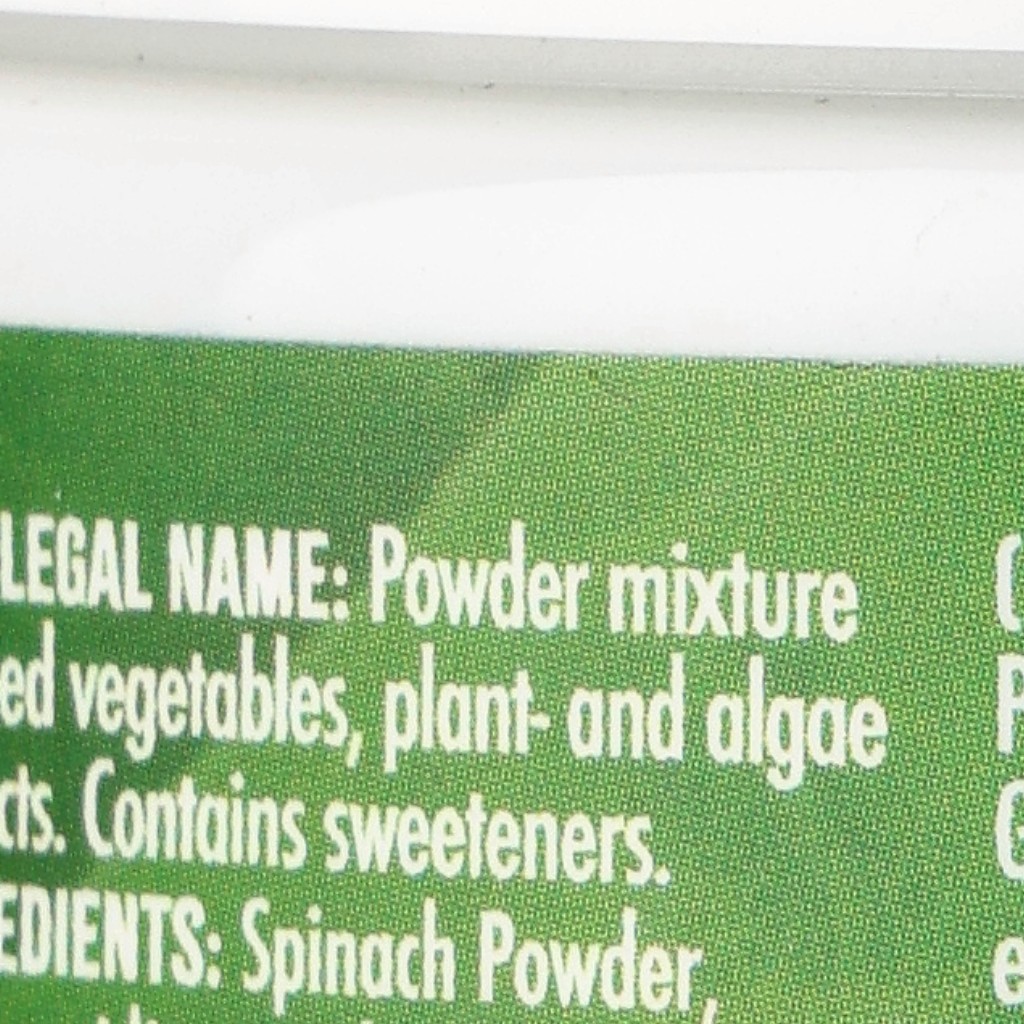 LEGAL NAME: Powder mixture
ed vegetables, plant- and algae
cts. Contains sweeteners.
EDIENTS: Spinach Powder,